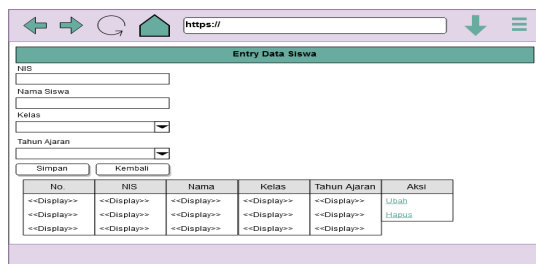 https://
Entry Data Siswa
NIS
Nama Siswa
Kelas
Tahun Ajaran
Simpan Kembali
No. NIS Nama Kelas Tahun Ajaran Aksi
<<Display>> <<Display>> <<Display>> <<Display>> <<Display>> Ubah
<<Display>> <<Display>> <<Display>> <<Display>> <<Display>> Hapus
<<Display>> <<Display>> <<Display>> <<Display>> <<Display>>